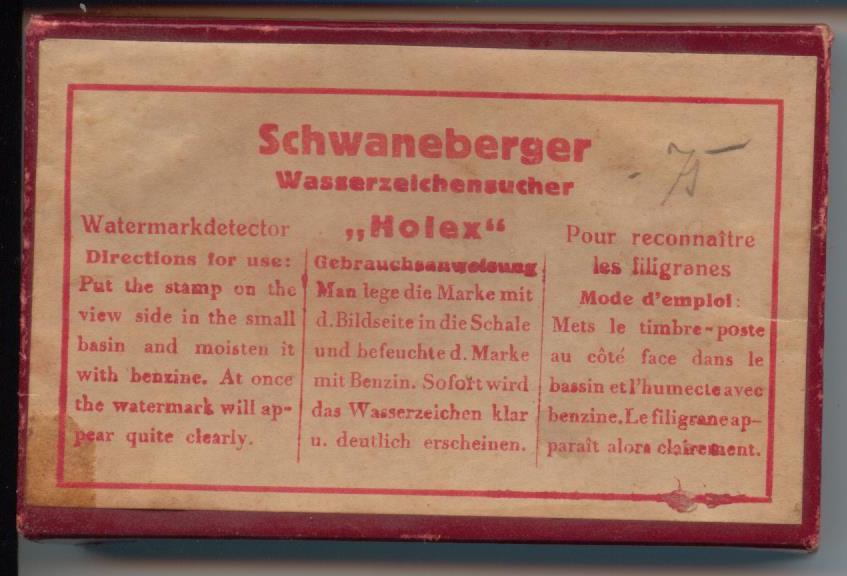 Schwaneberger
Wasserzeichensucher
„Holex“
- 75 -
Watermarkdetector
Directions for use:
Put the stamp on the
view side in the small
basin and moisten it
with benzine. At once
the watermark will ap-
pear quite clearly.
Gebrauchsanweisung
Man lege die Marke mit
d. Bildseite in die Schale
und befeuchte d. Marke
mit Benzin. Sofort wird
das Wasserzeichen klar
u. deutlich erscheinen.
Pour reconnaître
les filigranes
Mode d'emploi:
Mets le timbre-poste
au côté face dans le
bassin et l'humecte avec
benzine. Le filigrane ap-
paraît alors clairement.